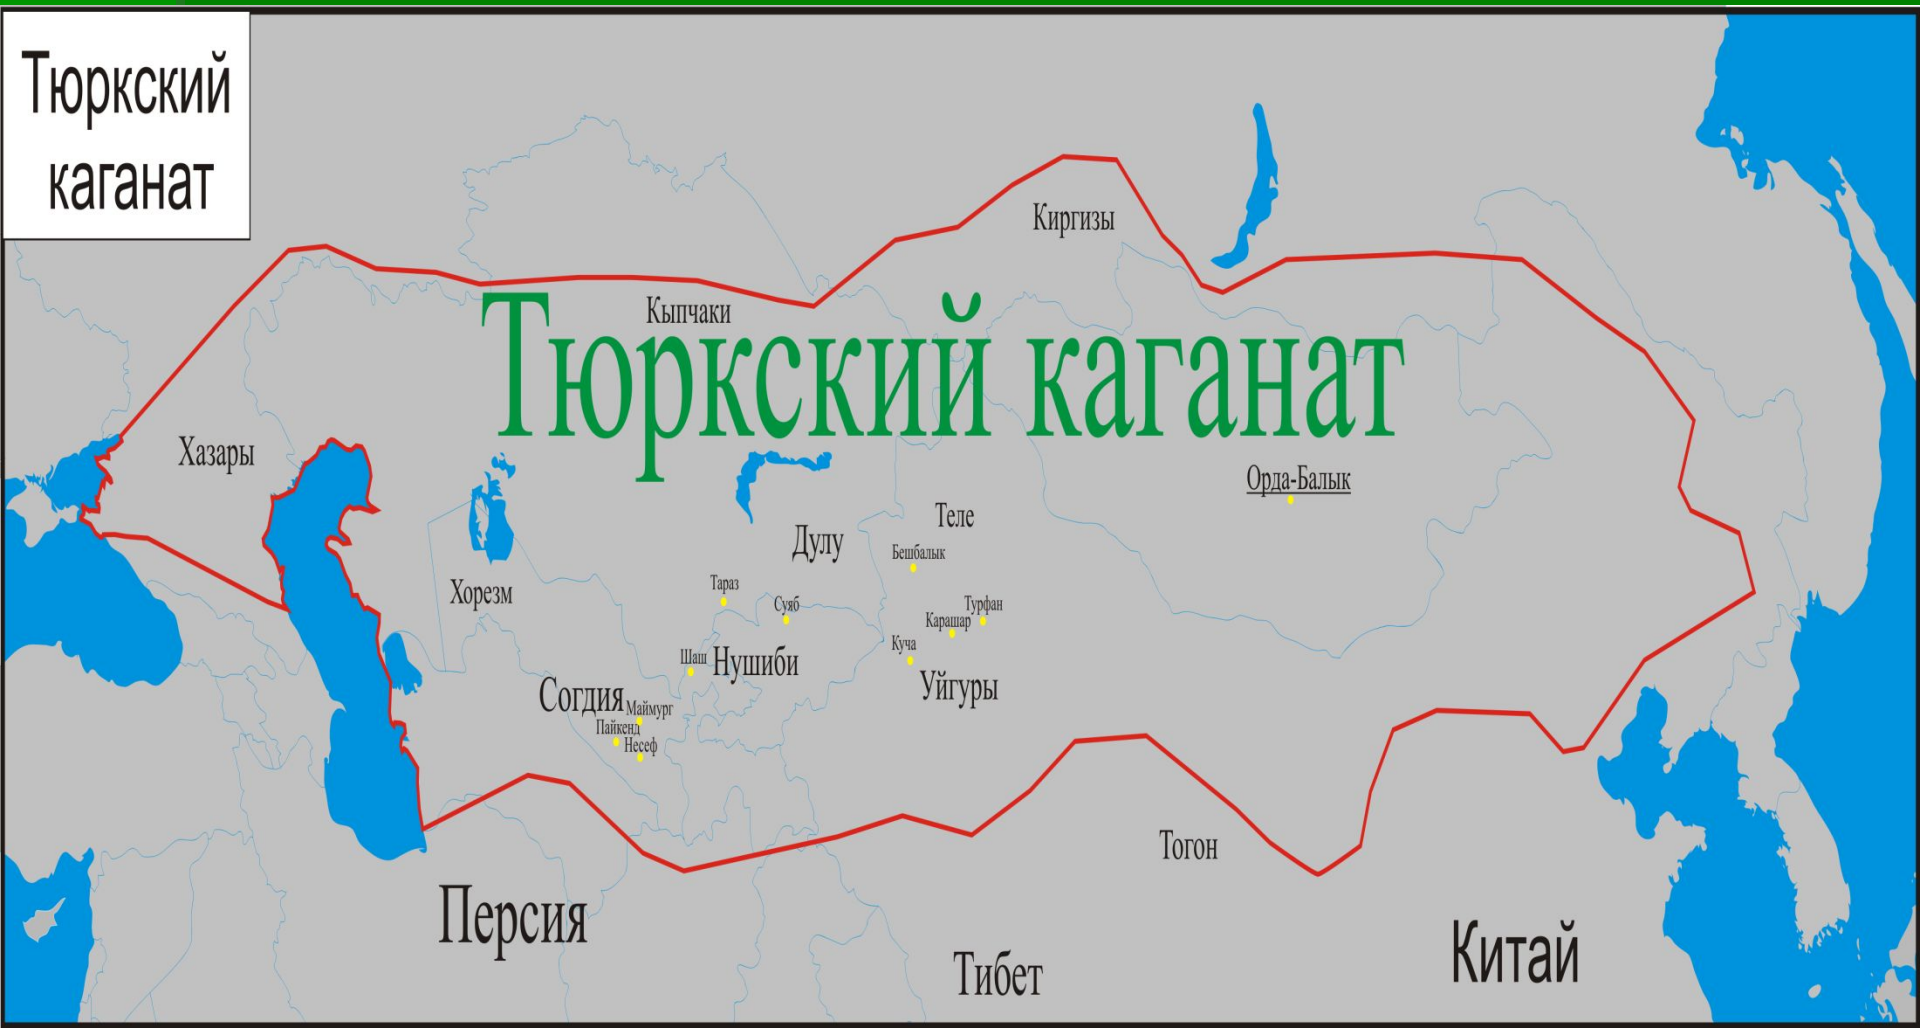 Тюркский
каганат
Киргизы
Кыпчаки
Тюркский каганат
Хазары
Орда-Балык
Теле
Дулу
Бешбалык
Хорезм
Тараз
Суяб
Турфан
Карашар
Куча
Шаш
Нушиби
Уйгуры
Согдия
Маймург
Пайкенд
Несеф
Тогон
Персия
Тибет
Китай